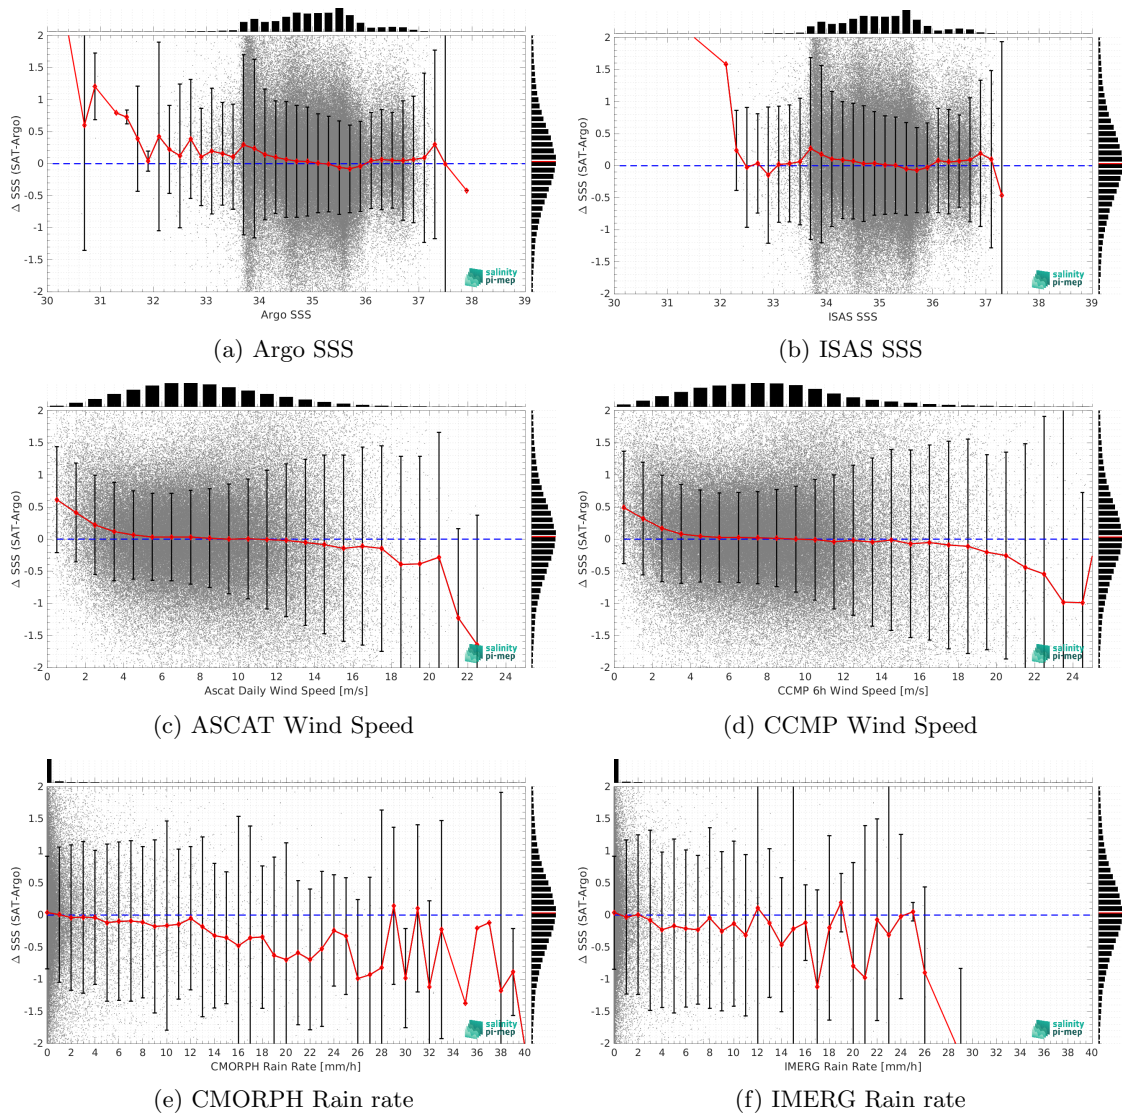 2
1.5
1
0.5
0
-0.5
-1
-1.5
-2
Δ SSS (SAT-Argo)
30 31 32 33 34 35 36 37 38 39
Argo SSS
salinity
pi-mep
(a) Argo SSS
2
1.5
1
0.5
0
-0.5
-1
-1.5
-2
Δ SSS (SAT-Argo)
30 31 32 33 34 35 36 37 38 39
ISAS SSS
salinity
pi-mep
(b) ISAS SSS
2
1.5
1
0.5
0
-0.5
-1
-1.5
-2
Δ SSS (SAT-Argo)
0 2 4 6 8 10 12 14 16 18 20 22 24
Ascat Daily Wind Speed [m/s]
salinity
pi-mep
(c) ASCAT Wind Speed
2
1.5
1
0.5
0
-0.5
-1
-1.5
-2
Δ SSS (SAT-Argo)
0 2 4 6 8 10 12 14 16 18 20 22 24
CCMP 6h Wind Speed [m/s]
salinity
pi-mep
(d) CCMP Wind Speed
2
1.5
1
0.5
0
-0.5
-1
-1.5
-2
Δ SSS (SAT-Argo)
0 2 4 6 8 10 12 14 16 18 20 22 24 26 28 30 32 34 36 38 40
CMORPH Rain Rate [mm/h]
salinity
pi-mep
(e) CMORPH Rain rate
2
1.5
1
0.5
0
-0.5
-1
-1.5
-2
Δ SSS (SAT-Argo)
0 2 4 6 8 10 12 14 16 18 20 22 24 26 28 30 32 34 36 38 40
IMERG Rain Rate [mm/h]
salinity
pi-mep
(f) IMERG Rain rate